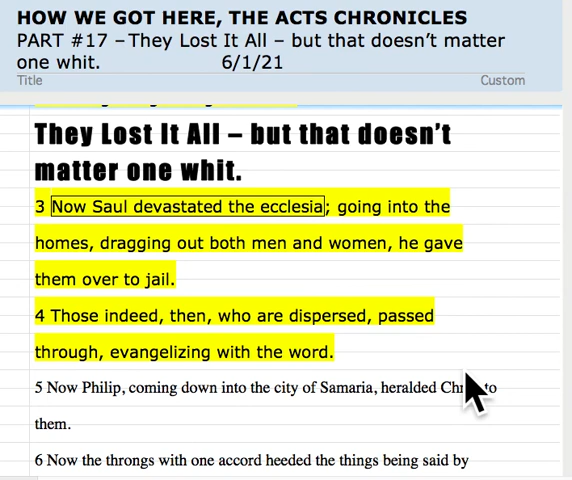 HOW WE GOT HERE, THE ACTS CHRONICLES
PART #17 – They Lost It All – but that doesn’t matter
one whit. 6/1/21
Title Custom
They Lost It All – but that doesn’t
matter one whit.
3 Now Saul devastated the ecclesia; going into the
homes, dragging out both men and women, he gave
them over to jail.
4 Those indeed, then, who are dispersed, passed
through, evangelizing with the word.
5 Now Philip, coming down into the city of Samaria, heralded to
them.
6 Now the throngs with one accord heeded the things being said by